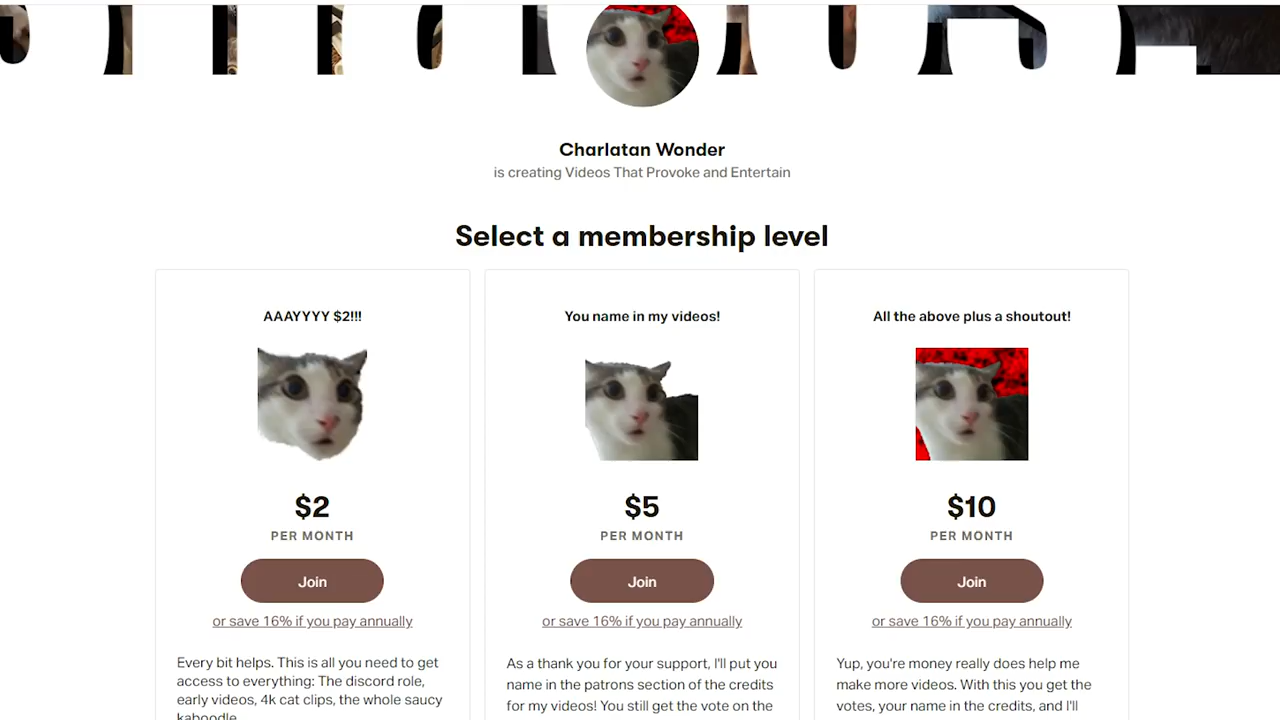 Charlatan Wonder
is creating Videos That Provoke and Entertain
Select a membership level
AAAYYYY $2!!!
$2
PER MONTH
Join
or save 16% if you pay annually
Every bit helps. This is all you need to get
access to everything: The discord role,
early videos, 4k cat clips, the whole saucy
kaboodle
You name in my videos!
$5
PER MONTH
Join
or save 16% if you pay annually
As a thank you for your support, I'll put you
name in the patrons section of the credits
for my videos! You still get the vote on the
All the above plus a shoutout!
$10
PER MONTH
Join
or save 16% if you pay annually
Yup, you're money really does help me
make more videos. With this you get the
votes, your name in the credits, and I'll